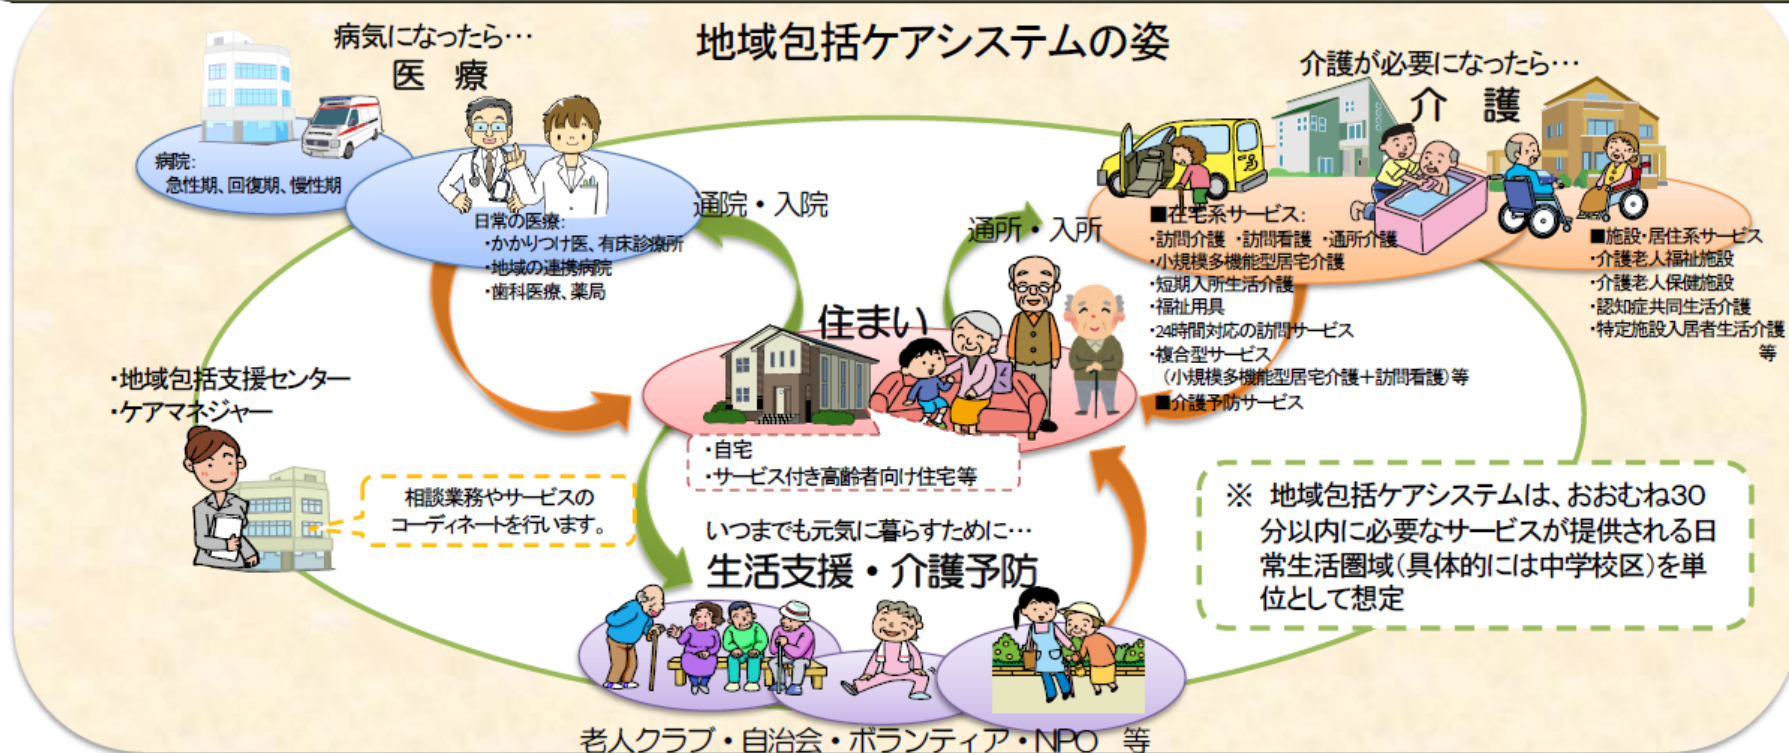 地域包括ケアシステムの姿
病気になったら…
医 療
病院:
急性期、回復期、慢性期
日常の医療:
・かかりつけ医、有床診療所
・地域の連携病院
・歯科医療、薬局
通院・入院
通所・入所
介護が必要になったら…
介 護
■在宅系サービス:
・訪問介護 ・訪問看護 ・通所介護
・小規模多機能型居宅介護
・短期入所生活介護
・福祉用具
・24時間対応の訪問サービス
・複合型サービス
(小規模多機能型居宅介護+訪問看護)等
■介護予防サービス
■施設・居住系サービス
・介護老人福祉施設
・介護老人保健施設
・認知症共同生活介護
・特定施設入居者生活介護
等
住まい
・自宅
・サービス付き高齢者向け住宅等
・地域包括支援センター
・ケアマネジャー
相談業務やサービスの
コーディネートを行います。
いつまでも元気に暮らすために…
生活支援・介護予防
老人クラブ・自治会・ボランティア・NPO 等
※ 地域包括ケアシステムは、おおむね30
分以内に必要なサービスが提供される日
常生活圏域(具体的には中学校区)を単
位として想定